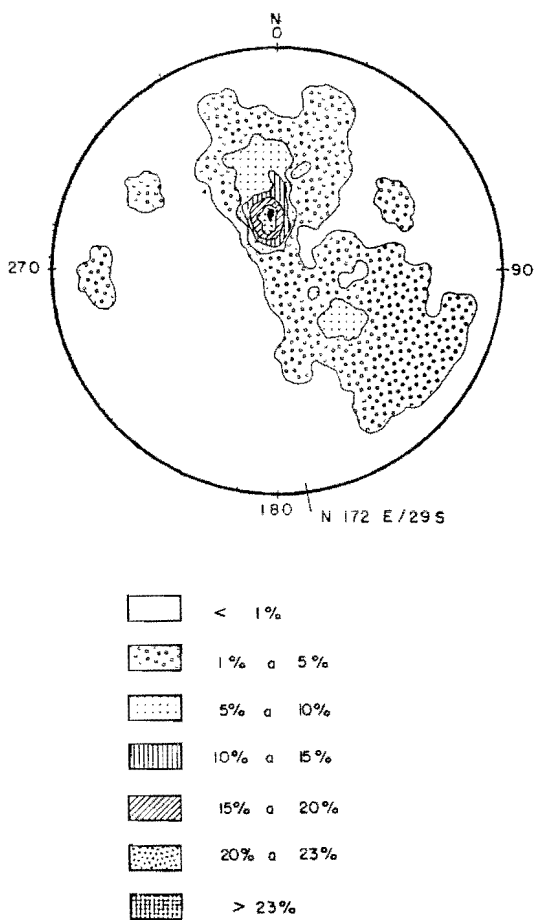 N
0
270
90
180
N 172 E/29 S
< 1%
1% a 5%
5% a 10%
10% a 15%
15% a 20%
20% a 23%
> 23%